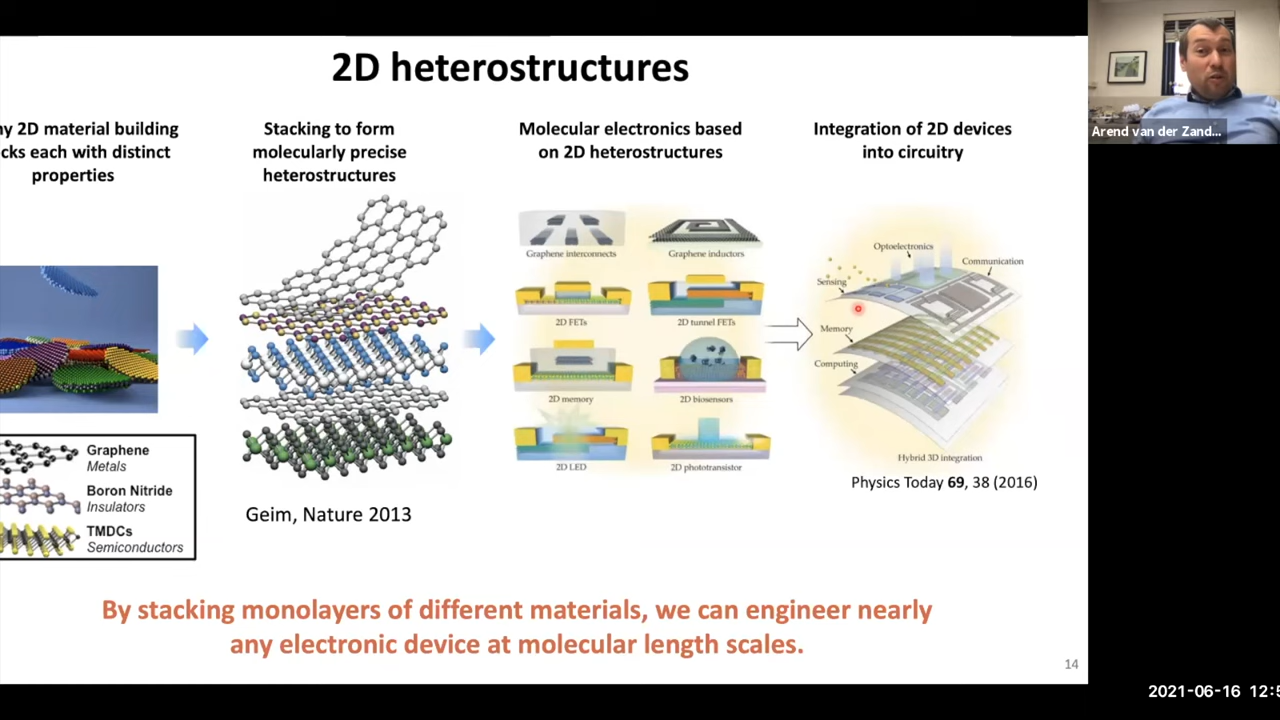 2D heterostructures
ny 2D material building
cks each with distinct
properties
Stacking to form
molecularly precise
heterostructures
Molecular electronics based
on 2D heterostructures
Integration of 2D devices
into circuitry
Arend van der Zand...
Graphene interconnects
Graphene inductors
2D FETs
2D tunnel FETs
2D memory
2D biosensors
2D LED
2D phototransistor
Optoelectronics
Communication
Sensing
Memory
Computing
Hybrid 3D integration
Graphene
Metals
Boron Nitride
Insulators
TMDCs
Semiconductors
Geim, Nature 2013
Physics Today 69, 38 (2016)
By stacking monolayers of different materials, we can engineer nearly
any electronic device at molecular length scales.
14
2021-06-16 12:5